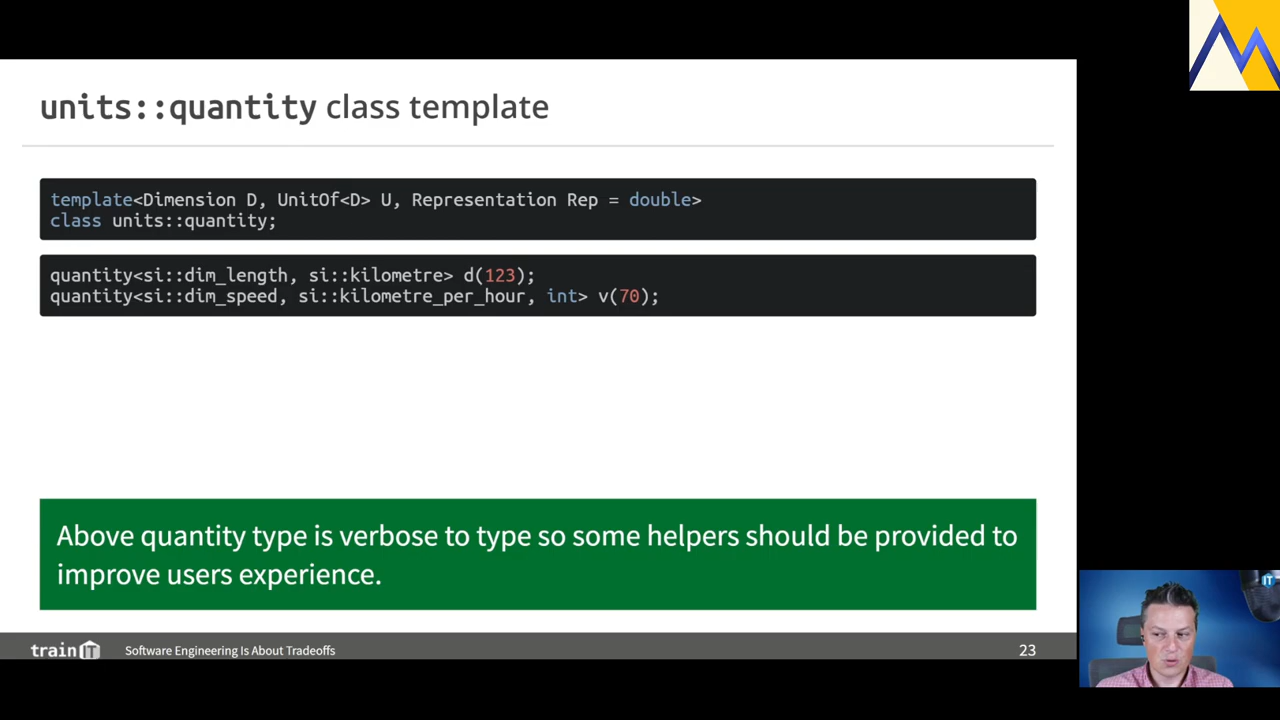 units::quantity class template
template<Dimension D, UnitOf<D> U, Representation Rep = double>
class units::quantity;
quantity<si::dim_length, si::kilometre> d(123);
quantity<si::dim_speed, si::kilometre_per_hour, int> v(70);
Above quantity type is verbose to type so some helpers should be provided to
improve users experience.
train IT
Software Engineering Is About Tradeoffs
23
IT